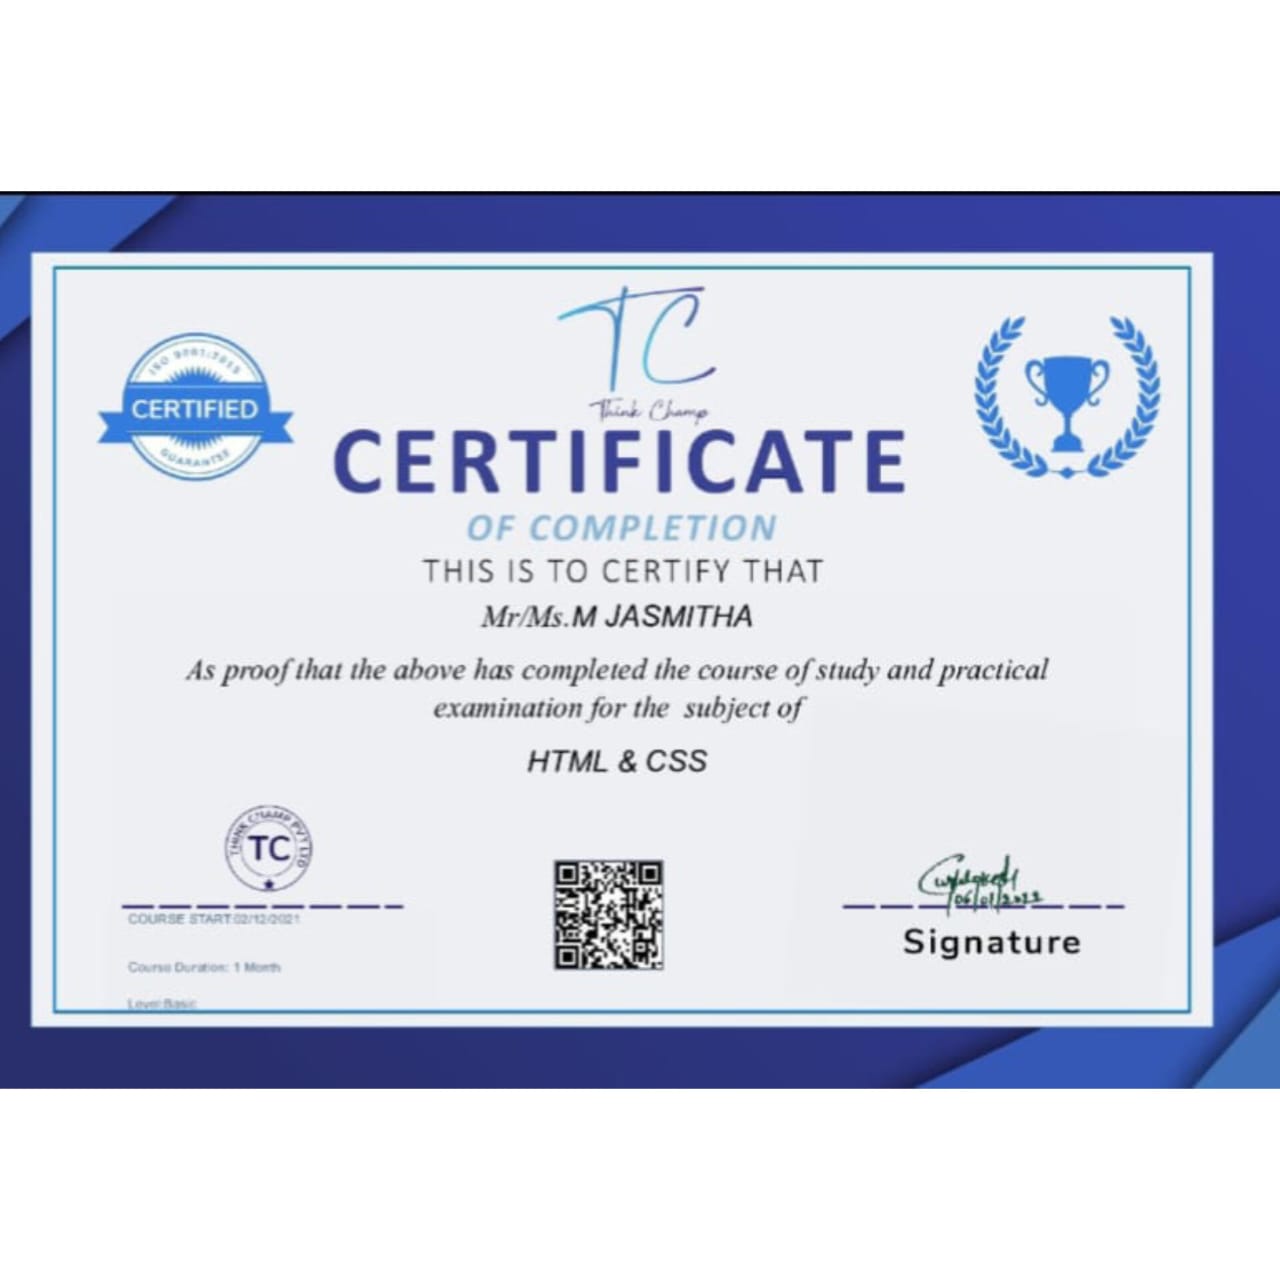 TC
Think Champ
ISO 9001:2015
CERTIFIED
GUARANTEE
CERTIFICATE
OF COMPLETION
THIS IS TO CERTIFY THAT
Mr/Ms.M JASMITHA
As proof that the above has completed the course of study and practical
examination for the subject of
HTML & CSS
THINK CHAMP PVT LTD
TC
COURSE START:02/12/2021
Course Duration: 1 Month
Level:Basic
06/01/2022
Signature